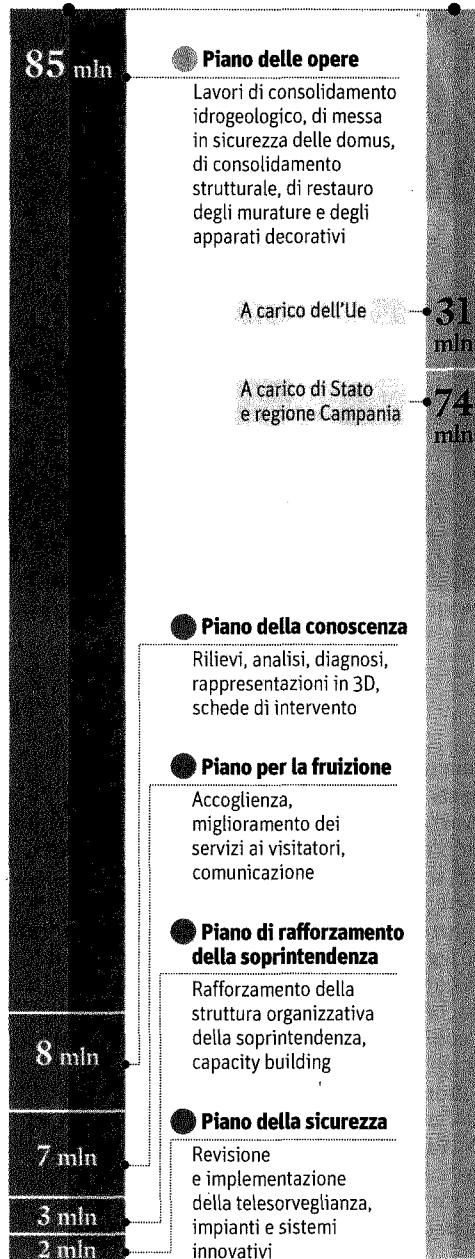 85 mln
Piano delle opere
Lavori di consolidamento
idrogeologico, di messa
in sicurezza delle domus,
di consolidamento
strutturale, di restauro
degli murature e degli
apparati decorativi
A carico dell'Ue
31
mln
A carico di Stato
e regione Campania
74
mln
Piano della conoscenza
Rilievi, analisi, diagnosi,
rappresentazioni in 3D,
schede di intervento
Piano per la fruizione
Accoglienza,
miglioramento dei
servizi ai visitatori,
comunicazione
Piano di rafforzamento
della soprintendenza
Rafforzamento della
struttura organizzativa
della soprintendenza,
capacity building
8 mln
Piano della sicurezza
Revisione
e implementazione
della telesorveglianza,
impianti e sistemi
innovativi
7 mln
3 mln
2 mln